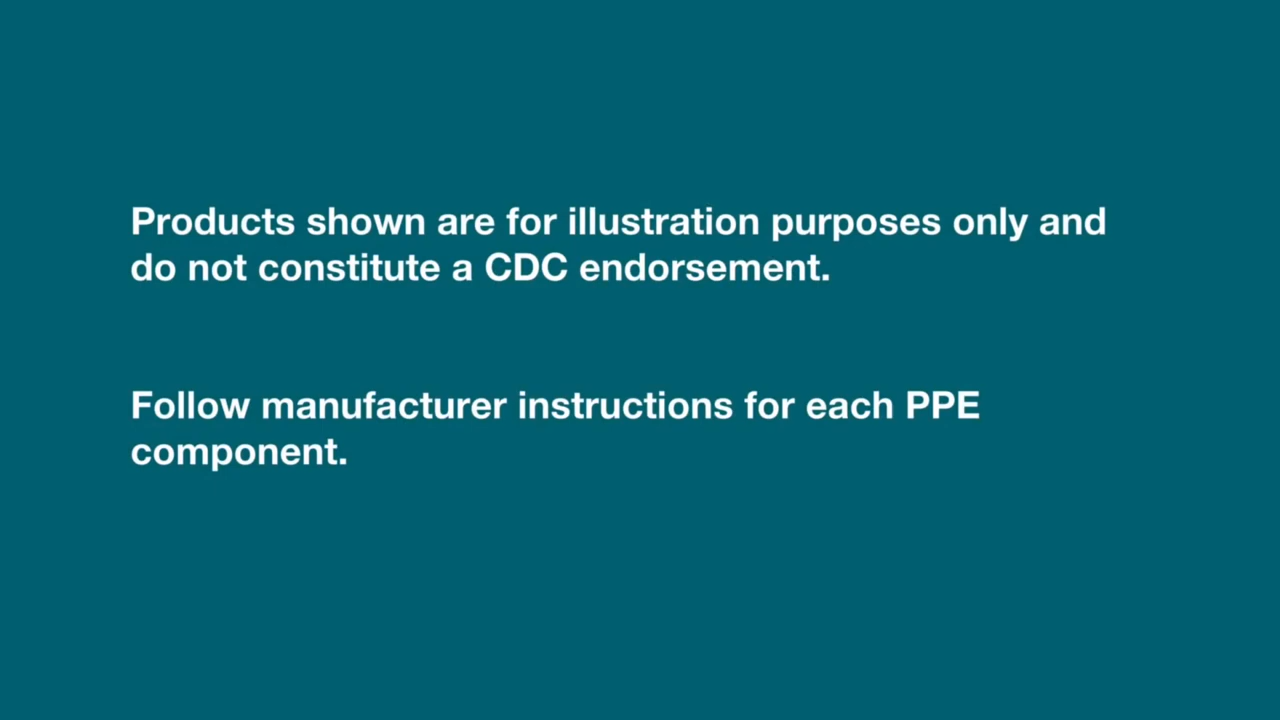 Products shown are for illustration purposes only and
do not constitute a CDC endorsement.
Follow manufacturer instructions for each PPE
component.